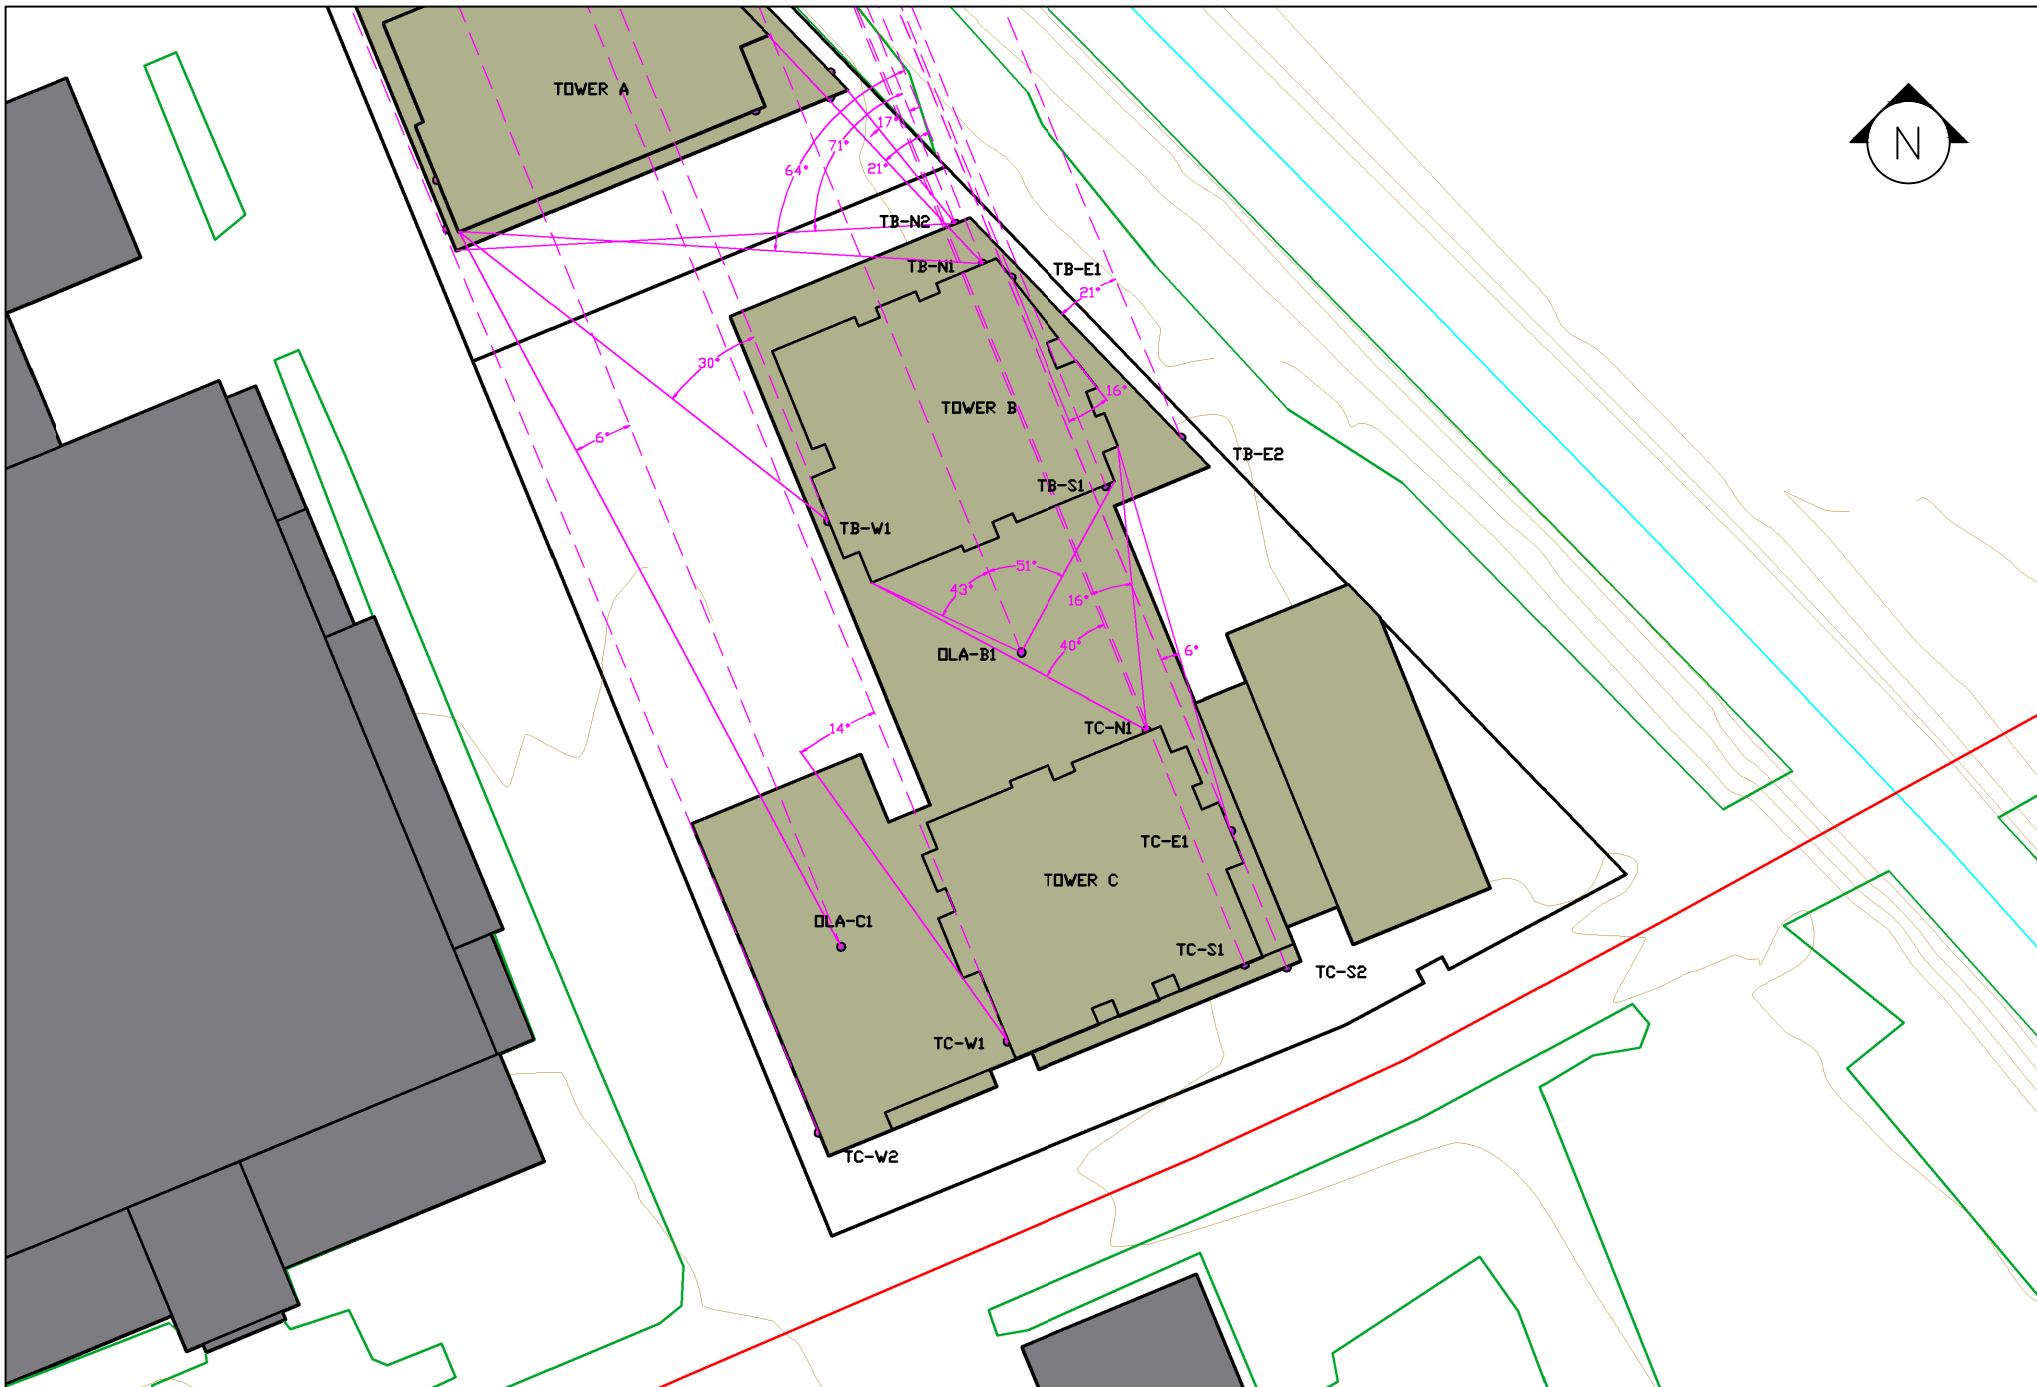 TOWER A
N
17°
71°
64°
21°
TB-N2
TB-N1
TB-E1
21°
30°
16°
TOWER B
6°
TB-E2
TB-S1
TB-W1
51°
43°
16°
40°
OLA-B1
6°
14°
TC-N1
TC-E1
TOWER C
OLA-C1
TC-S1
TC-S2
TC-W1
TC-W2